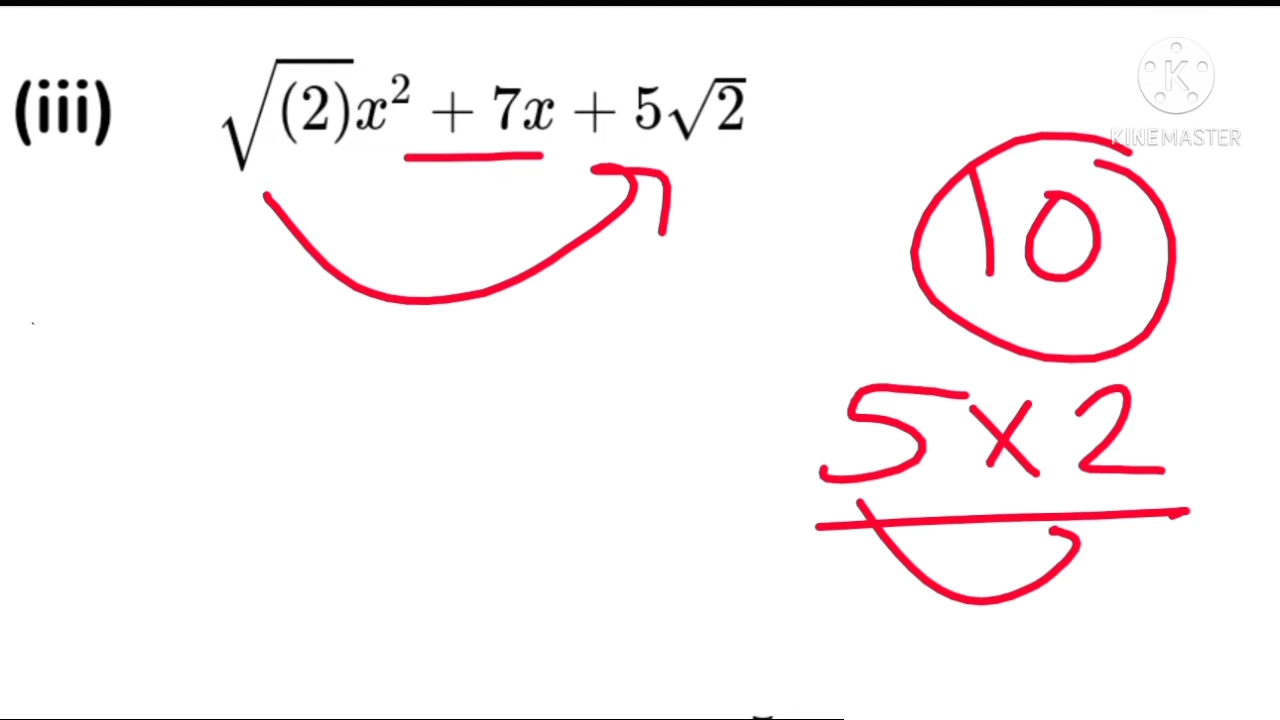 (iii) √(2)x² + 7x + 5√2
K
KINEMASTER
10
5 × 2